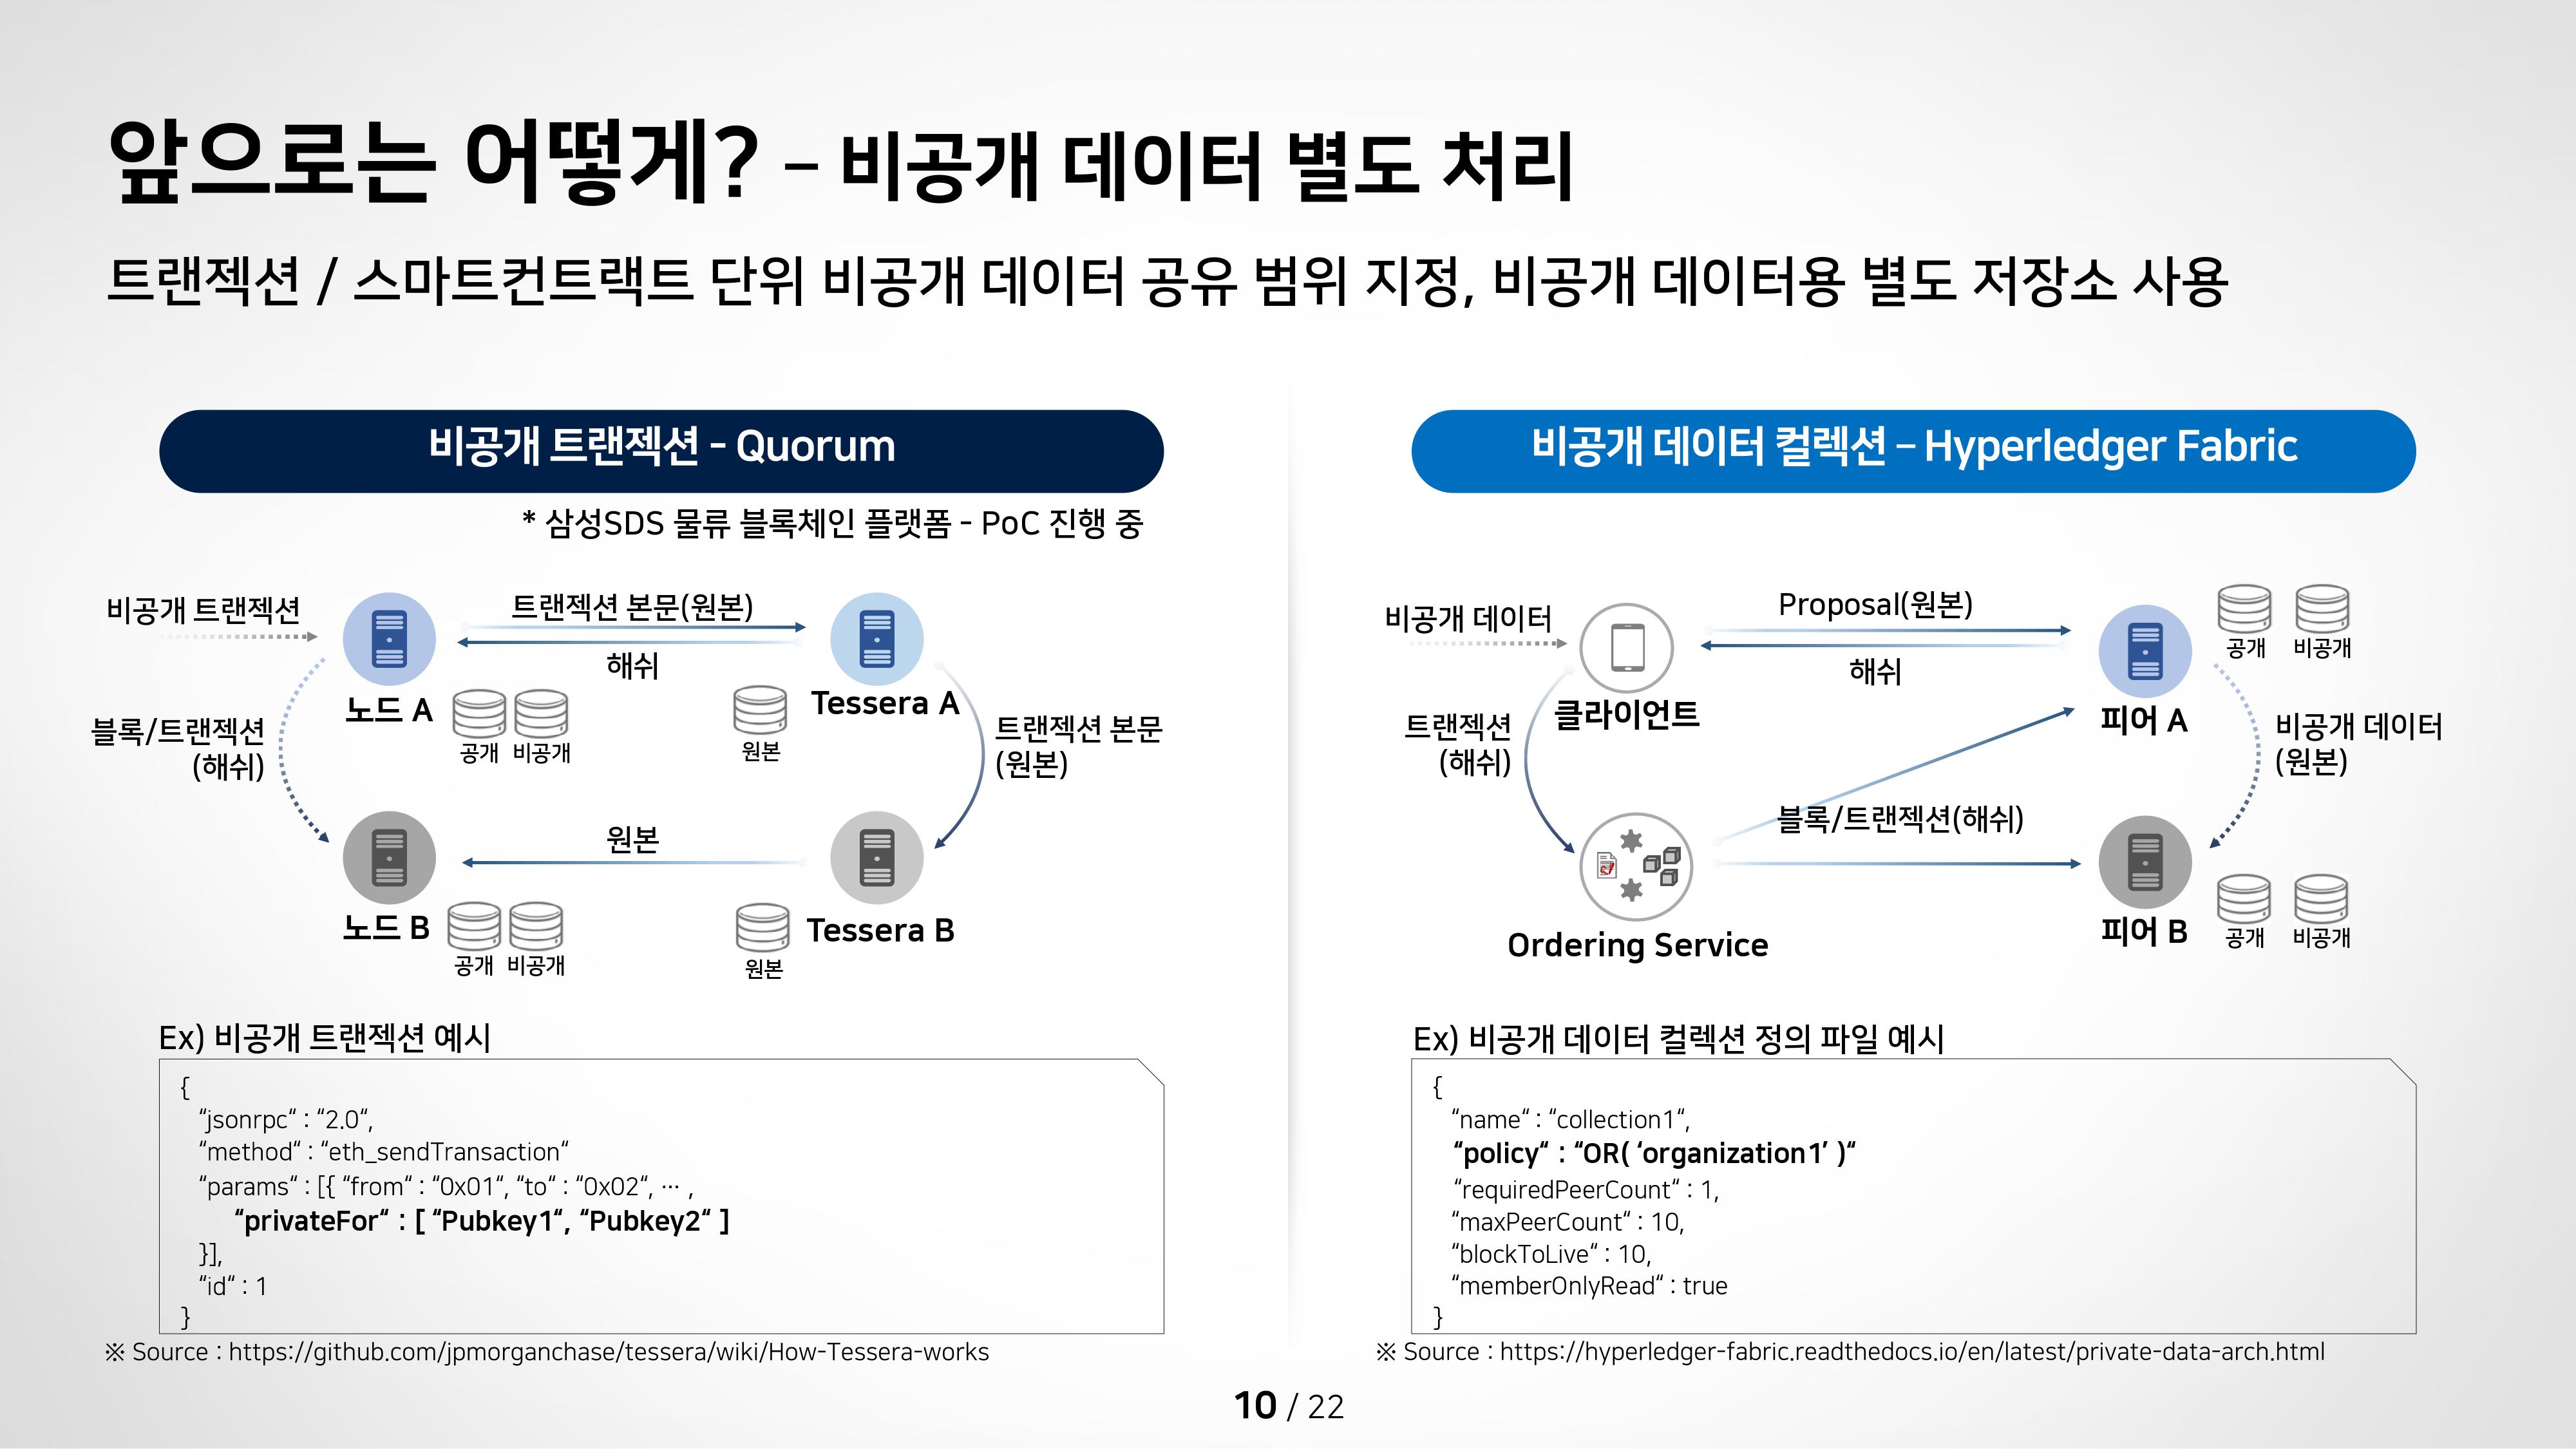 앞으로는 어떻게? – 비공개 데이터 별도 처리
트랜젝션 / 스마트컨트랙트 단위 비공개 데이터 공유 범위 지정, 비공개 데이터용 별도 저장소 사용
비공개 트랜젝션 - Quorum
* 삼성SDS 물류 블록체인 플랫폼 - PoC 진행 중
비공개 트랜젝션
트랜젝션 본문(원본)
해쉬
노드 A
공개 비공개
원본
Tessera A
블록/트랜젝션
(해쉬)
트랜젝션 본문
(원본)
원본
노드 B
공개 비공개
원본
Tessera B
Ex) 비공개 트랜젝션 예시
{
“jsonrpc“ : “2.0“,
“method“ : “eth_sendTransaction“
“params“ : [{ “from“ : “0x01“, “to“ : “0x02“, ··· ,
“privateFor“ : [ “Pubkey1“, “Pubkey2“ ]
}],
“id“ : 1
}
※ Source : https://github.com/jpmorganchase/tessera/wiki/How-Tessera-works
비공개 데이터 컬렉션 – Hyperledger Fabric
비공개 데이터
Proposal(원본)
해쉬
클라이언트
공개 비공개
피어 A
트랜젝션
(해쉬)
비공개 데이터
(원본)
블록/트랜젝션(해쉬)
Ordering Service
피어 B
공개 비공개
Ex) 비공개 데이터 컬렉션 정의 파일 예시
{
“name“ : “collection1“,
“policy“ : “OR( ‘organization1’ )“
“requiredPeerCount“ : 1,
“maxPeerCount“ : 10,
“blockToLive“ : 10,
“memberOnlyRead“ : true
}
※ Source : https://hyperledger-fabric.readthedocs.io/en/latest/private-data-arch.html
10 / 22